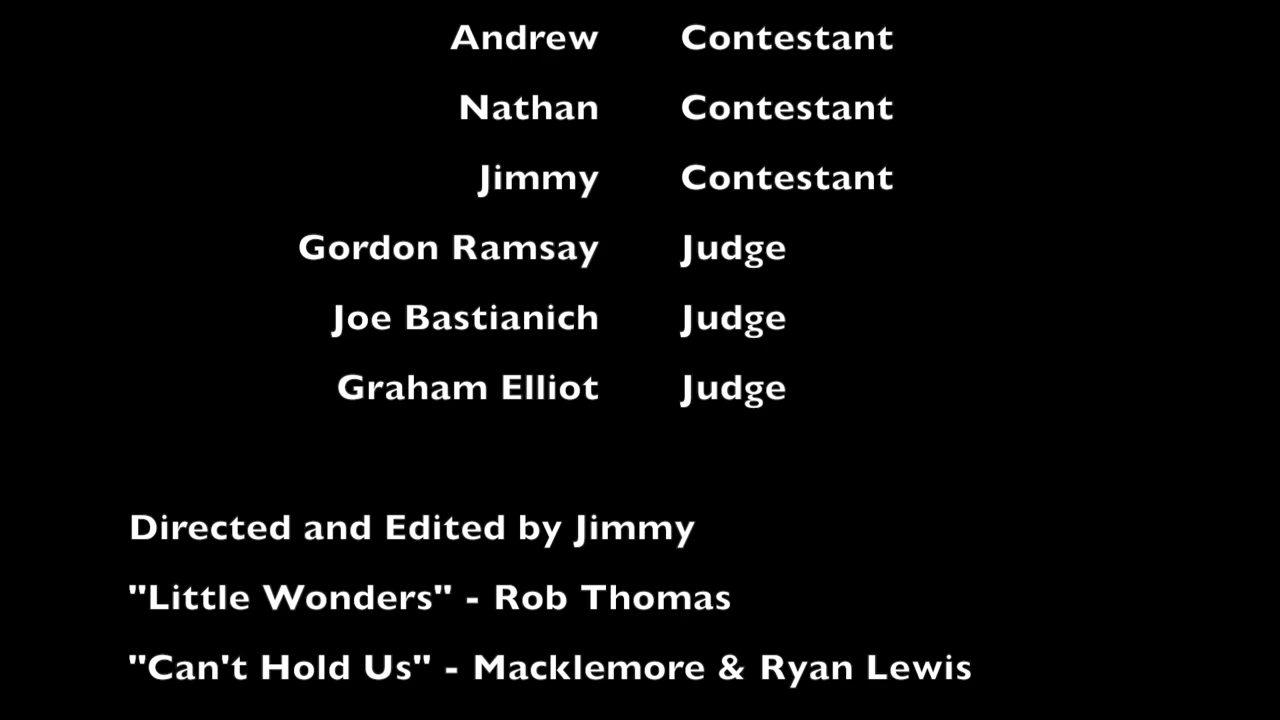 Andrew Contestant
Nathan Contestant
Jimmy Contestant
Gordon Ramsay Judge
Joe Bastianich Judge
Graham Elliot Judge
Directed and Edited by Jimmy
"Little Wonders" - Rob Thomas
"Can't Hold Us" - Macklemore & Ryan Lewis